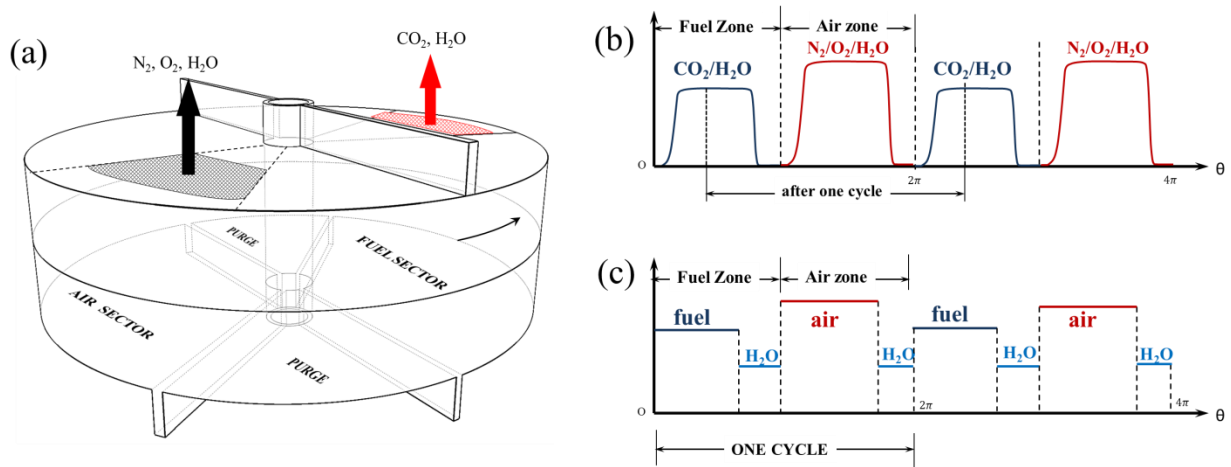 (a)
N₂, O₂, H₂O
CO₂, H₂O
PURGE
FUEL SECTOR
AIR SECTOR
PURGE
(b)
Fuel Zone
Air zone
CO₂/H₂O
N₂/O₂/H₂O
CO₂/H₂O
N₂/O₂/H₂O
O
2π
4π
θ
after one cycle
(c)
Fuel Zone
Air zone
fuel
H₂O
air
H₂O
fuel
H₂O
air
H₂O
O
2π
4π
θ
ONE CYCLE